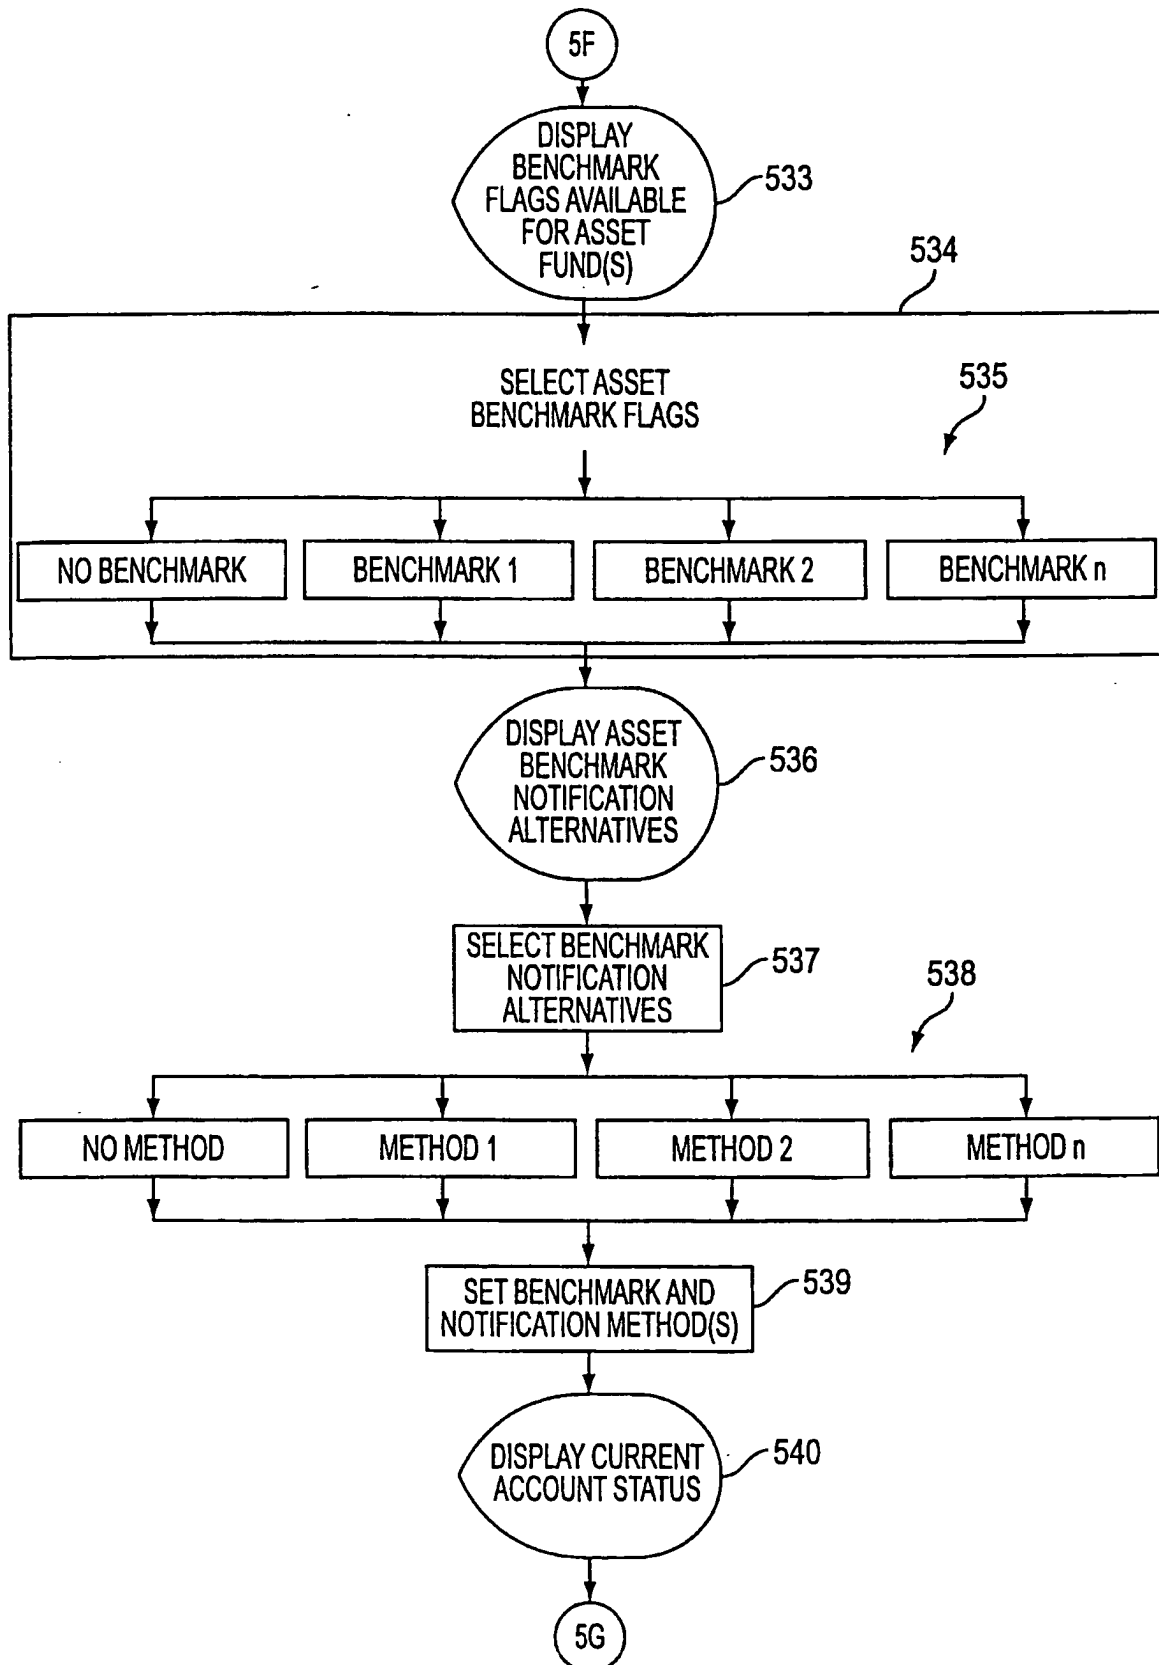 5F
DISPLAY
BENCHMARK
FLAGS AVAILABLE
FOR ASSET
FUND(S)
533
534
SELECT ASSET
BENCHMARK FLAGS
535
NO BENCHMARK
BENCHMARK 1
BENCHMARK 2
BENCHMARK n
DISPLAY ASSET
BENCHMARK
NOTIFICATION
ALTERNATIVES
536
SELECT BENCHMARK
NOTIFICATION
ALTERNATIVES
537
538
NO METHOD
METHOD 1
METHOD 2
METHOD n
SET BENCHMARK AND
NOTIFICATION METHOD(S)
539
DISPLAY CURRENT
ACCOUNT STATUS
540
5G